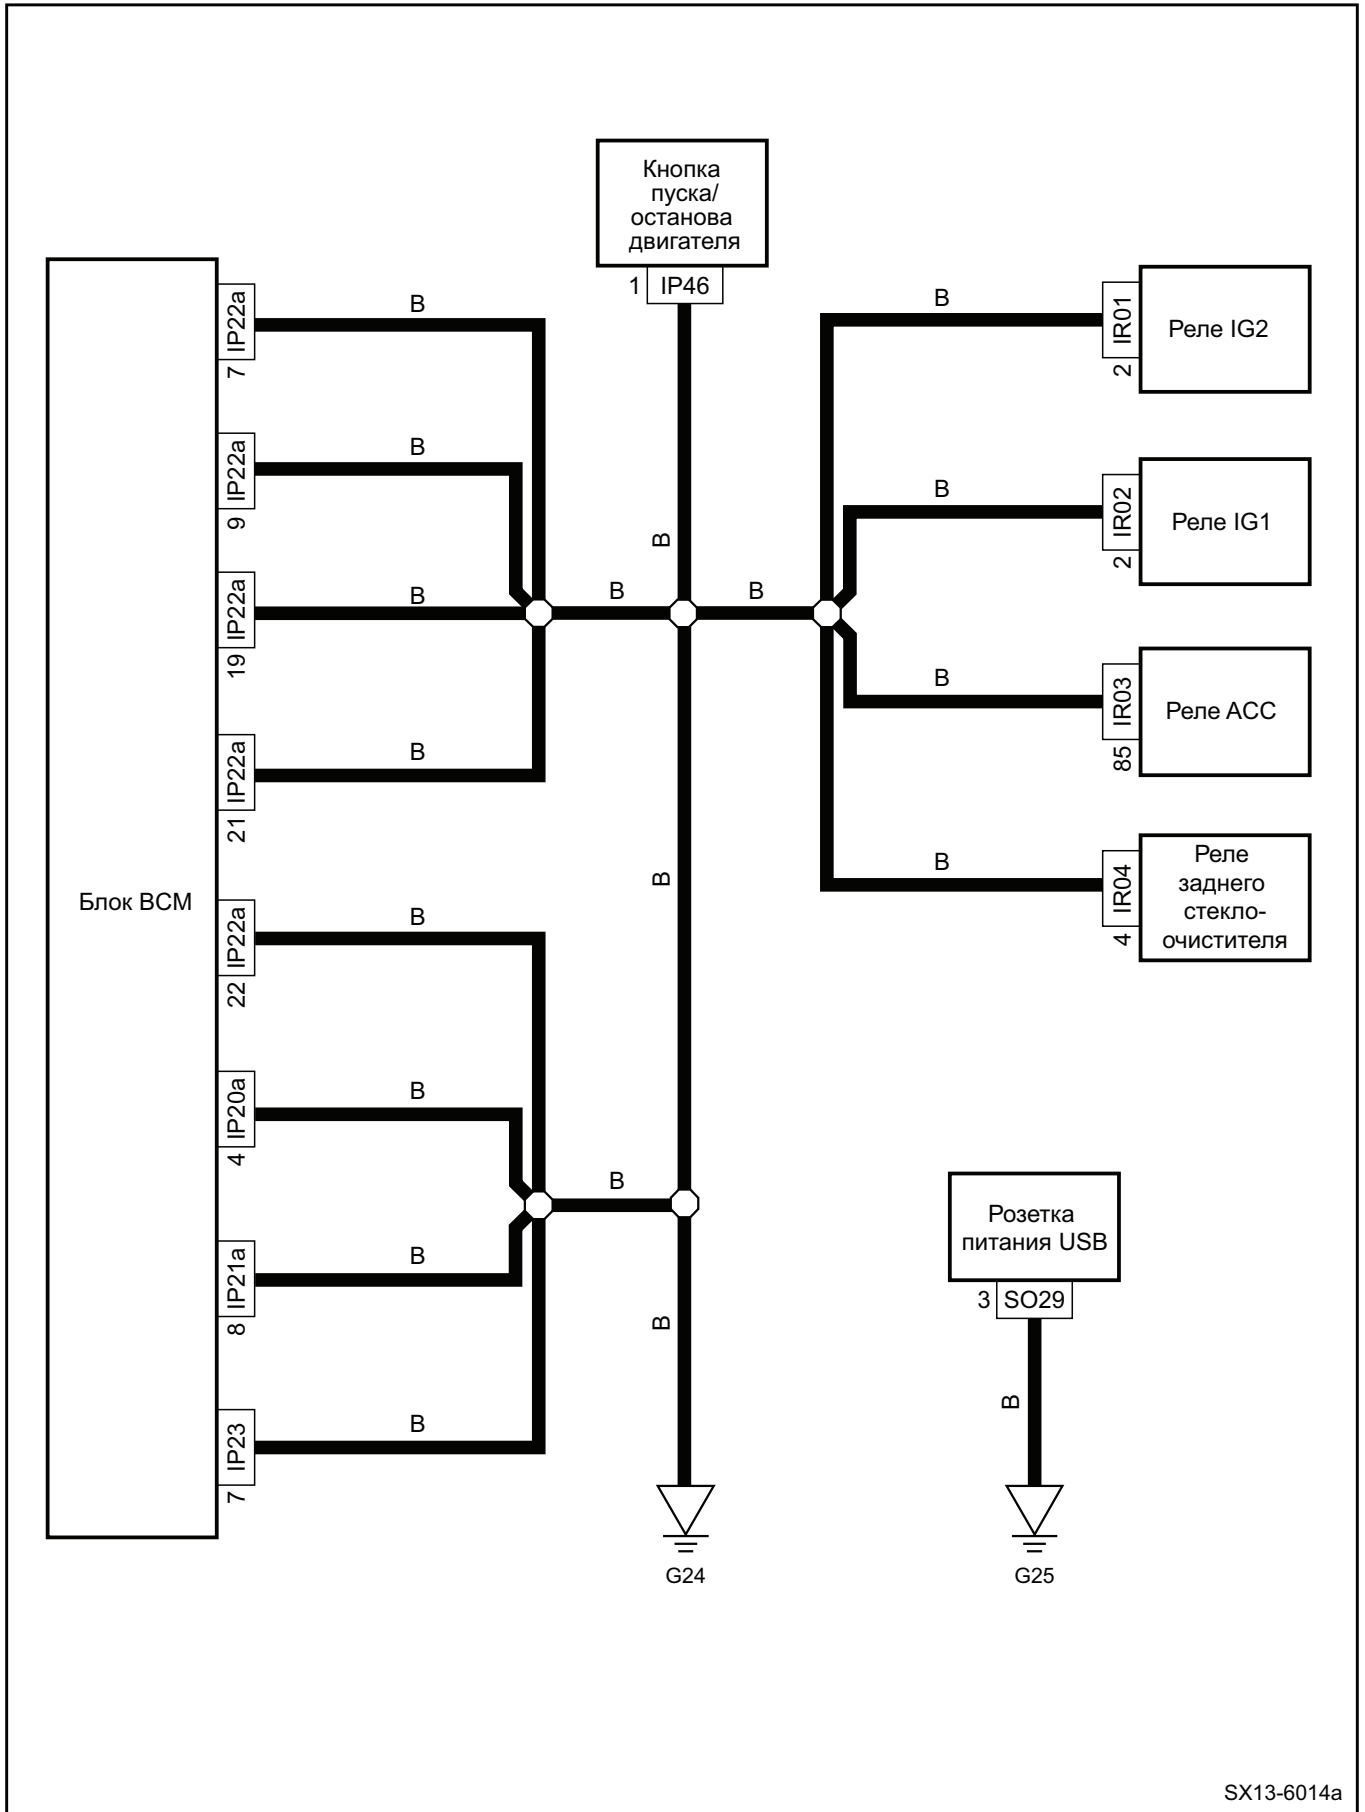 Кнопка
пуска/
останова
двигателя
1 IP46
Блок BCM
IP22a
7
B
IP22a
9
B
IP22a
19
B
IP22a
21
B
IP22a
22
B
IP20a
4
B
IP21a
8
B
IP23
7
B
B
B
B
B
B
B
B
IR01
2
Реле IG2
B
IR02
2
Реле IG1
B
IR03
85
Реле ACC
B
IR04
4
Реле
заднего
стекло-
очистителя
Розетка
питания USB
3 SO29
B
G24
G25
SX13-6014a